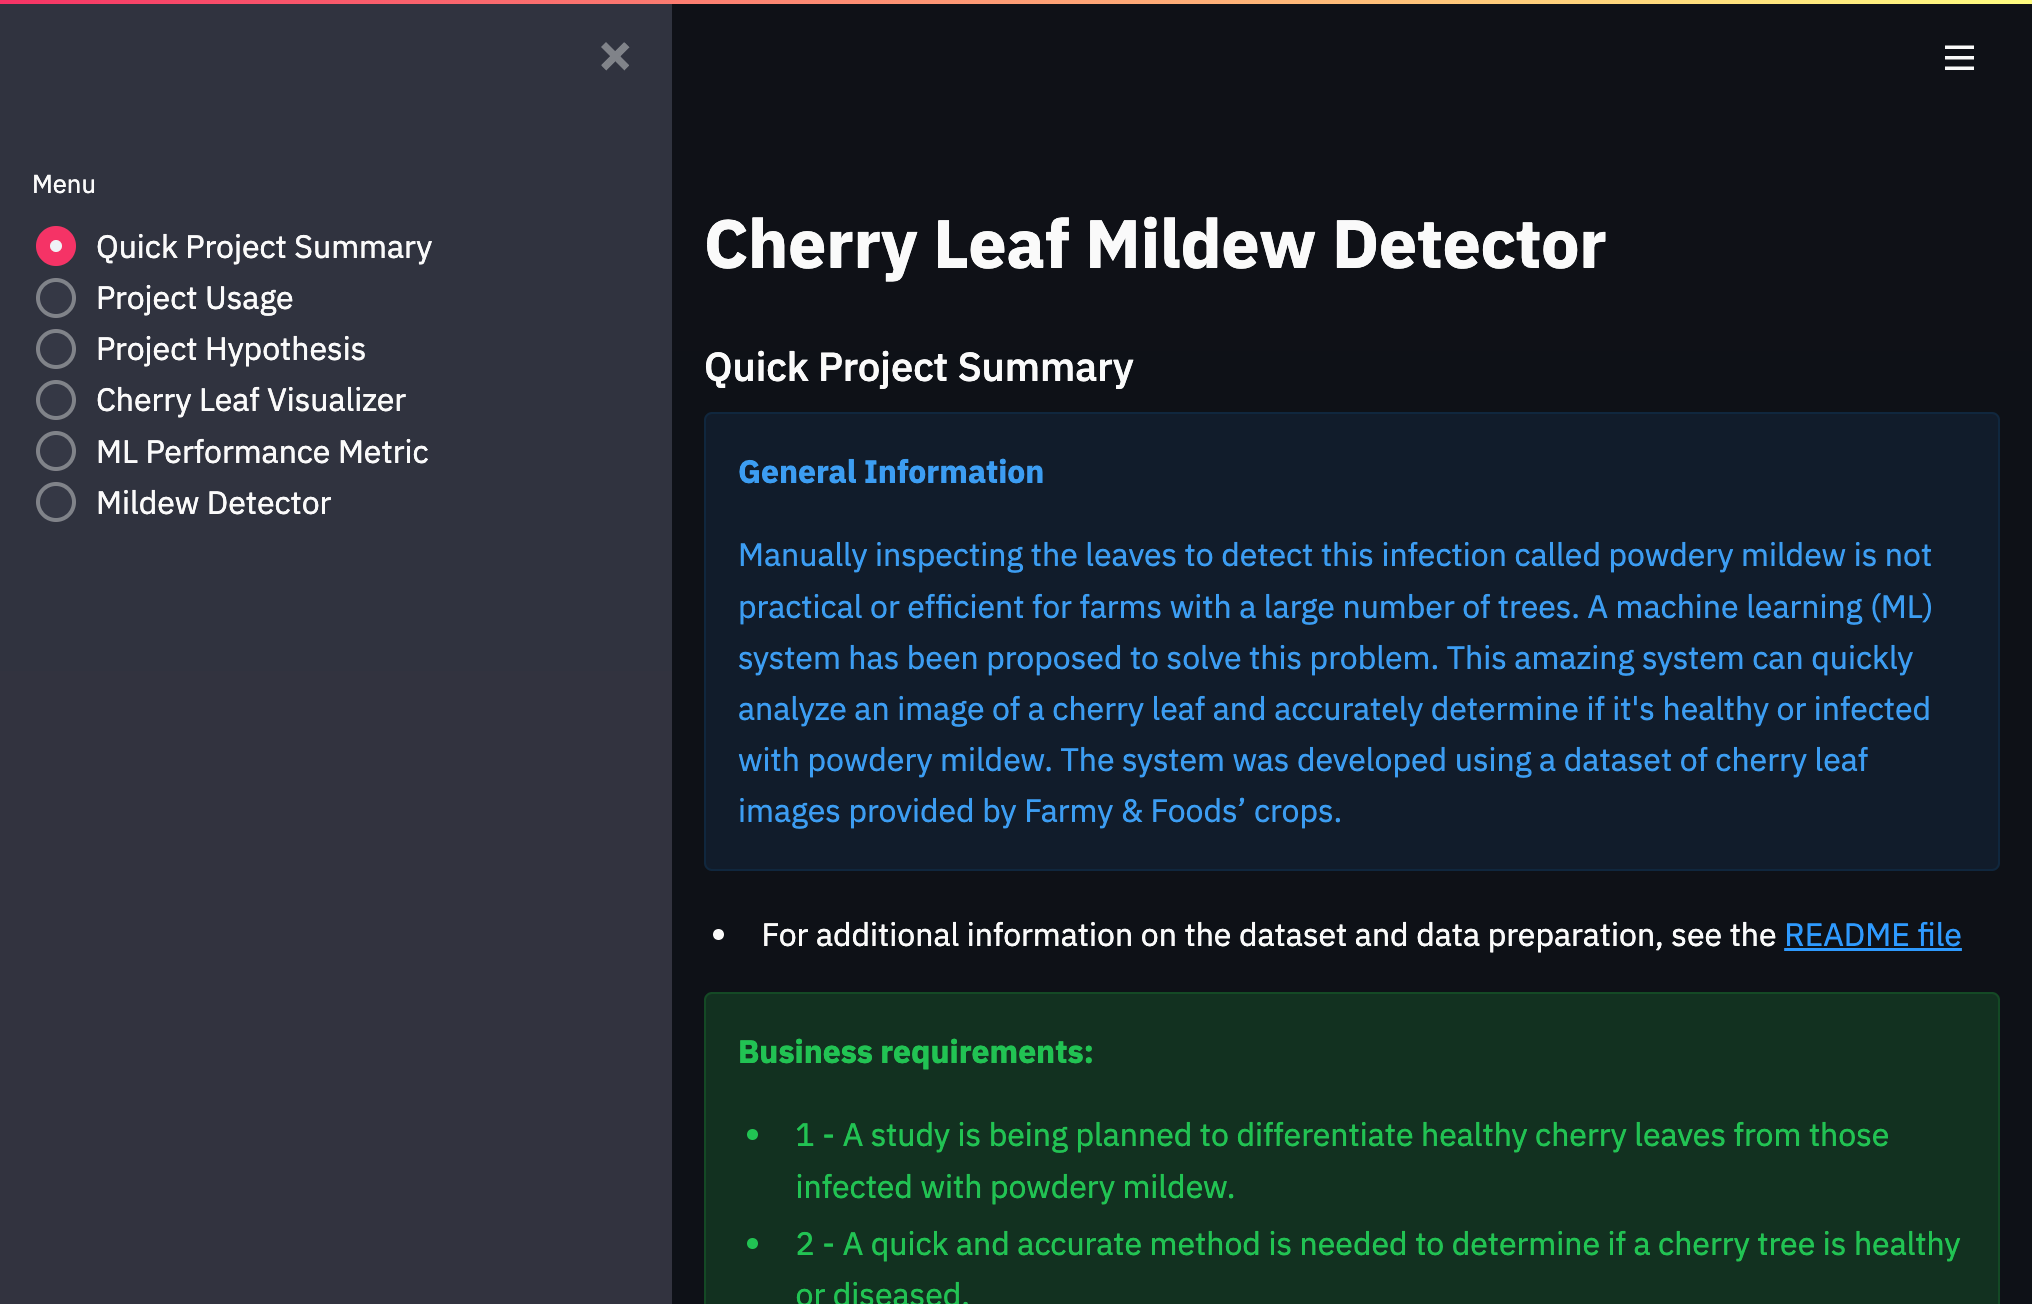 Menu
Quick Project Summary
Project Usage
Project Hypothesis
Cherry Leaf Visualizer
ML Performance Metric
Mildew Detector
Cherry Leaf Mildew Detector
Quick Project Summary
General Information
Manually inspecting the leaves to detect this infection called powdery mildew is not
practical or efficient for farms with a large number of trees. A machine learning (ML)
system has been proposed to solve this problem. This amazing system can quickly
analyze an image of a cherry leaf and accurately determine if it's healthy or infected
with powdery mildew. The system was developed using a dataset of cherry leaf
images provided by Farmy & Foods’ crops.
• For additional information on the dataset and data preparation, see the README file
Business requirements:
• 1 - A study is being planned to differentiate healthy cherry leaves from those
infected with powdery mildew.
• 2 - A quick and accurate method is needed to determine if a cherry tree is healthy
or diseased.